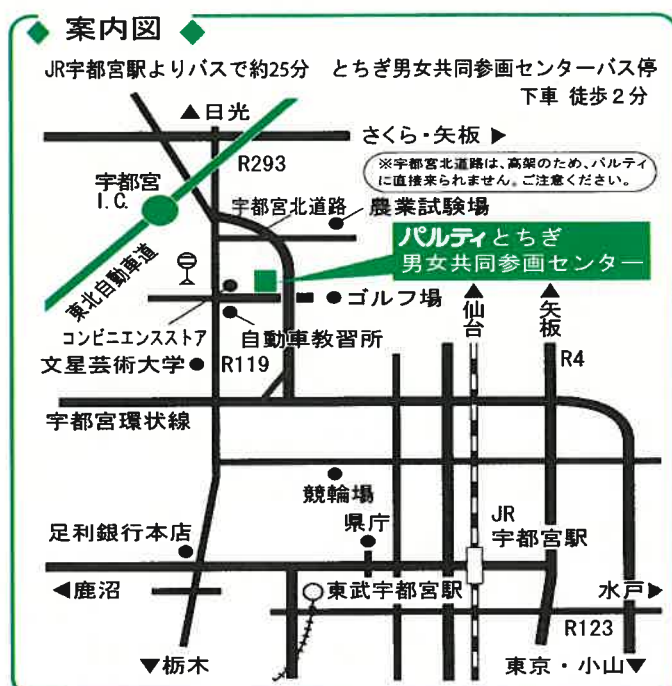 案内図
JR宇都宮駅よりバスで約25分 とちぎ男女共同参画センターバス停
下車 徒歩2分
▲日光
さくら・矢板▶
R293
※宇都宮北道路は、高架のため、パルティ
に直接来られません。ご注意ください。
宇都宮
I.C.
宇都宮北道路
農業試験場
パルティとちぎ
男女共同参画センター
東北自動車道
ゴルフ場
▲仙台
▲矢板
コンビニエンスストア
自動車教習所
文星芸術大学
R119
R4
宇都宮環状線
競輪場
JR
宇都宮駅
足利銀行本店
県庁
◀鹿沼
東武宇都宮駅
水戸▶
R123
▼栃木
東京・小山▼